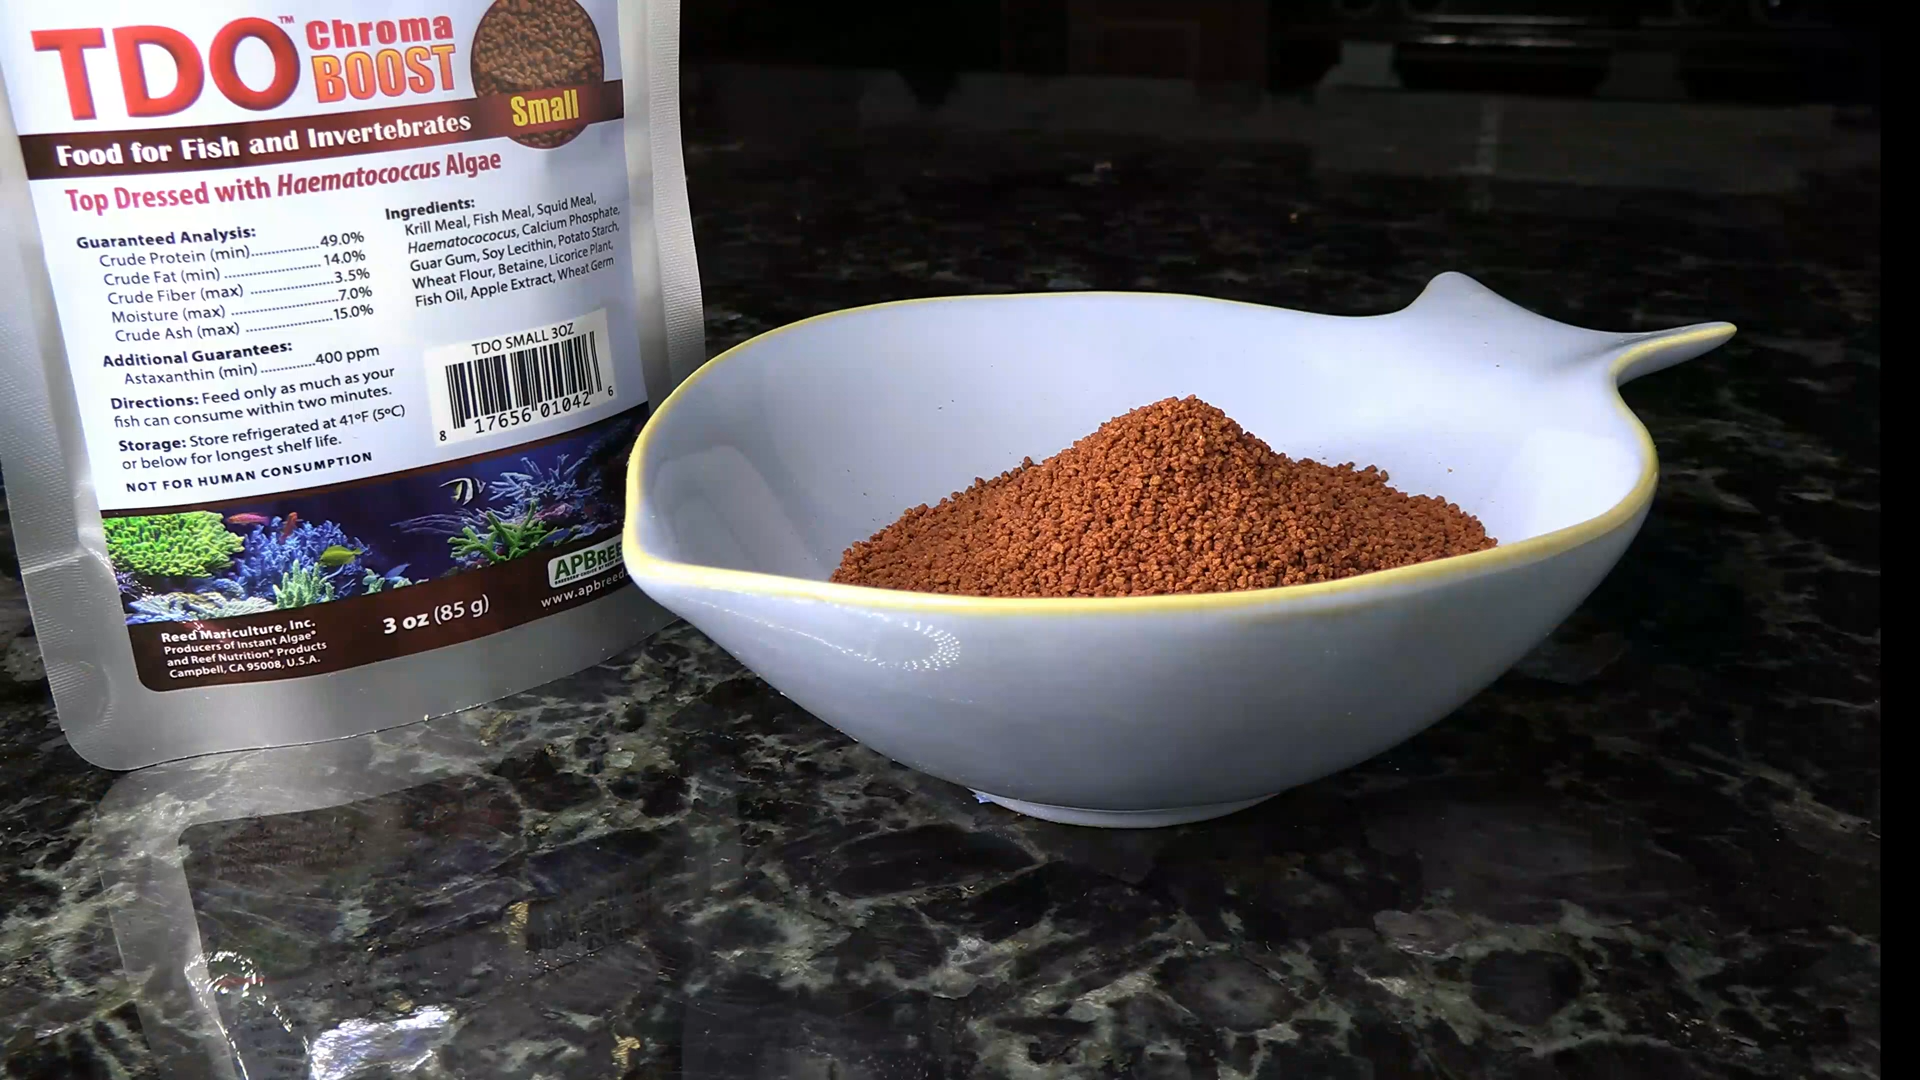 TDO™ Chroma
BOOST
Small
Food for Fish and Invertebrates
Top Dressed with Haematococcus Algae
Guaranteed Analysis:
Crude Protein (min)..............49.0%
Crude Fat (min) .....................14.0%
Crude Fiber (max) ..................3.5%
Moisture (max) .......................7.0%
Crude Ash (max) ...................15.0%
Additional Guarantees:
Astaxanthin (min).............400 ppm
Directions: Feed only as much as your
fish can consume within two minutes.
Storage: Store refrigerated at 41ºF (5ºC)
or below for longest shelf life.
NOT FOR HUMAN CONSUMPTION
Ingredients:
Krill Meal, Fish Meal, Squid Meal,
Haematococcus, Calcium Phosphate,
Guar Gum, Soy Lecithin, Potato Starch,
Wheat Flour, Betaine, Licorice Plant,
Fish Oil, Apple Extract, Wheat Germ
TDO SMALL 3OZ
8 17656 01042 6
APBREE
www.apbreed
3 oz (85 g)
Reed Mariculture, Inc.
Producers of Instant Algae®
and Reef Nutrition® Products
Campbell, CA 95008, U.S.A.